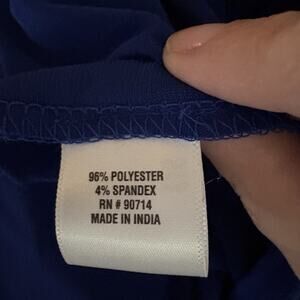 96% POLYESTER
4% SPANDEX
RN # 90714
MADE IN INDIA